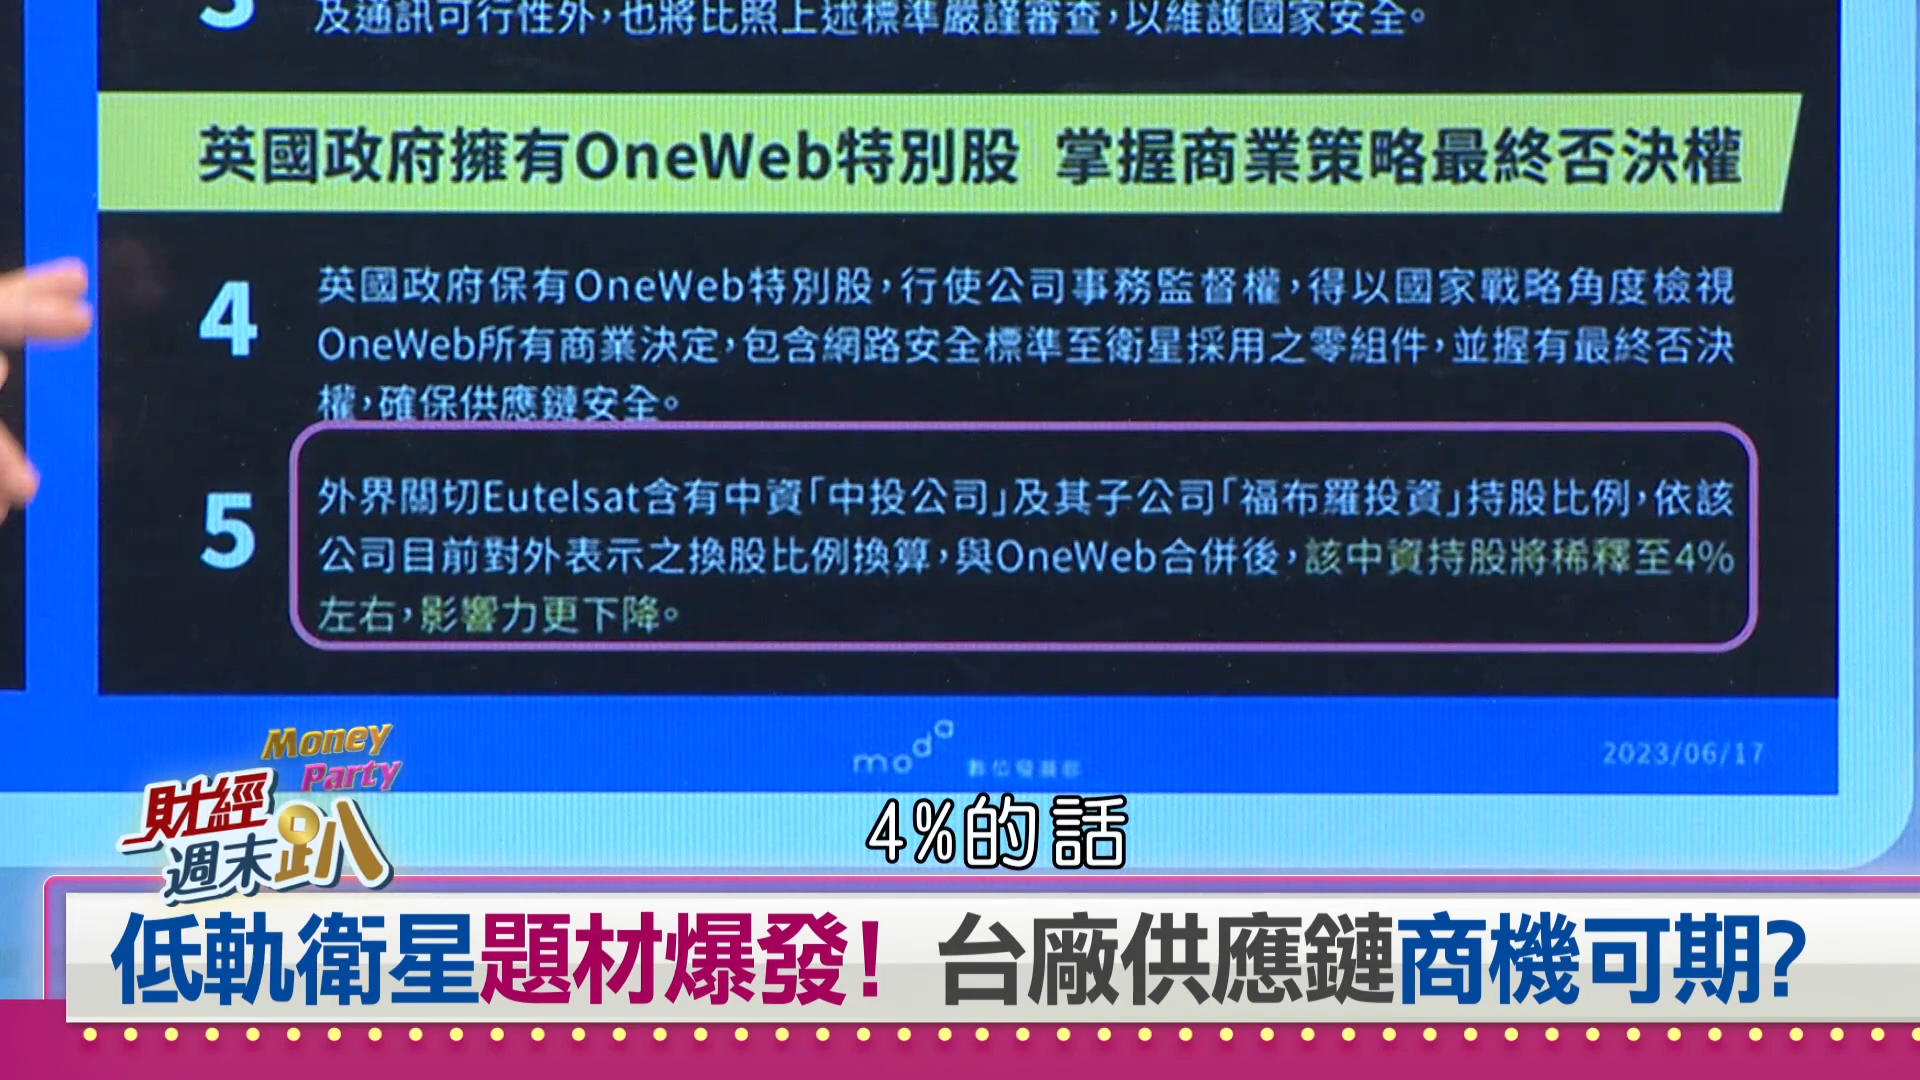 3
及通訊可行性外，也將比照上述標準嚴謹審查，以維護國家安全。
英國政府擁有OneWeb特別股 掌握商業策略最終否決權
4
英國政府保有OneWeb特別股，行使公司事務監督權，得以國家戰略角度檢視
OneWeb所有商業決定，包含網路安全標準至衛星採用之零組件，並握有最終否決
權，確保供應鏈安全。
5
外界關切Eutelsat含有中資「中投公司」及其子公司「福布羅投資」持股比例，依該
公司目前對外表示之換股比例換算，與OneWeb合併後，該中資持股將稀釋至4%
左右，影響力更下降。
moda 數位發展部
2023/06/17
Money
Party
財經
週末趴
4%的話
低軌衛星題材爆發！ 台廠供應鏈商機可期？